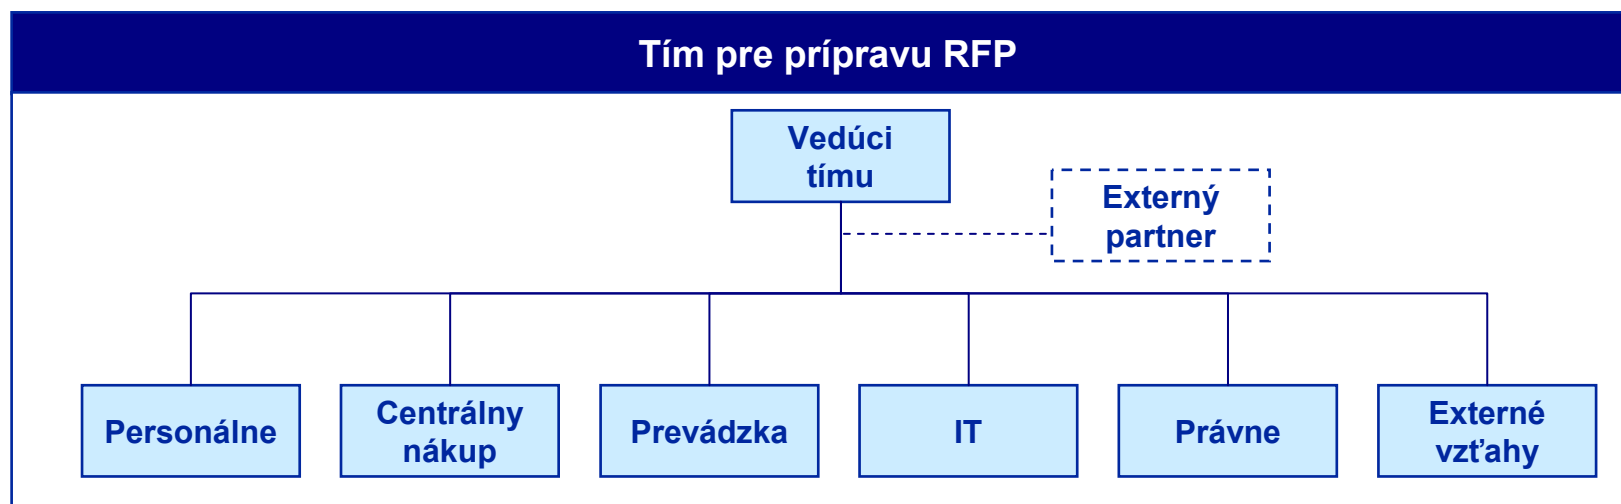 Tím pre prípravu RFP
Vedúci
tímu
Externý
partner
Personálne
Centrálny
nákup
Prevádzka
IT
Právne
Externé
vzťahy